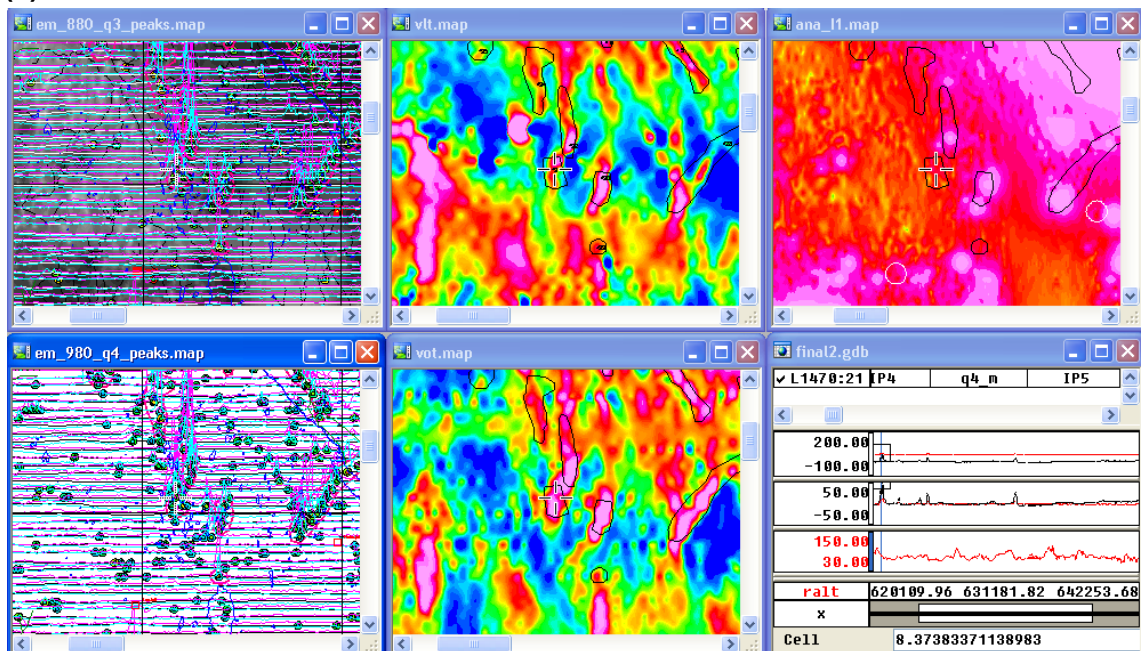 em_880_q3_peaks.map
vlt.map
ana_l1.map
em_980_q4_peaks.map
vot.map
final2.gdb
L1470:21 IP4 q4_m IP5
200.00
-100.00
50.00
-50.00
150.00
30.00
ralt 620109.96 631181.82 642253.68
x
Cell 8.37383371138983